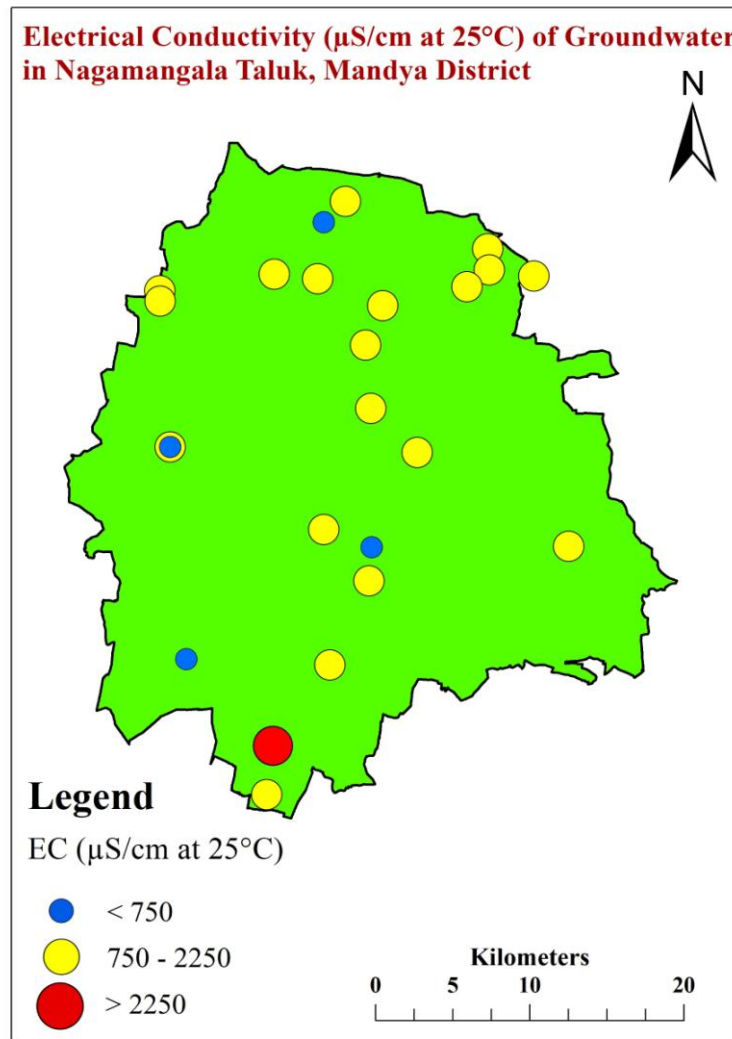 Electrical Conductivity (µS/cm at 25°C) of Groundwater
in Nagamangala Taluk, Mandya District
N
Legend
EC (µS/cm at 25°C)
< 750
750 - 2250
> 2250
Kilometers
0 5 10 20